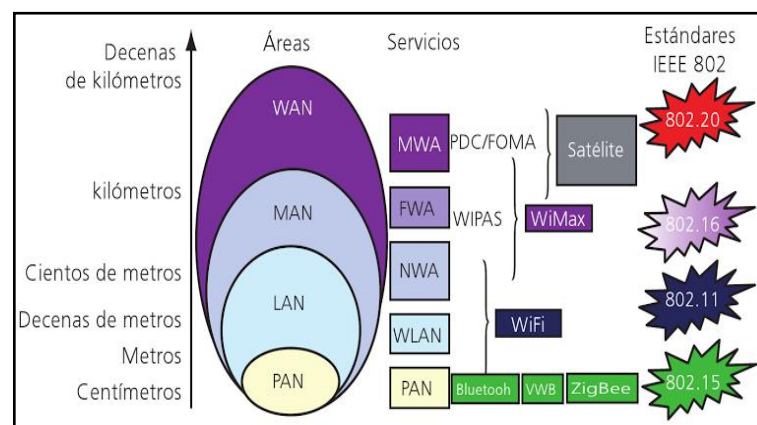 Decenas
de kilómetros
kilómetros
Cientos de metros
Decenas de metros
Metros
Centímetros
Áreas
WAN
MAN
LAN
PAN
Servicios
MWA
FWA
NWA
WLAN
PAN
PDC/FOMA
WIPAS
Satélite
WiMax
WiFi
Bluetooh
VWB
ZigBee
Estándares
IEEE 802
802.20
802.16
802.11
802.15